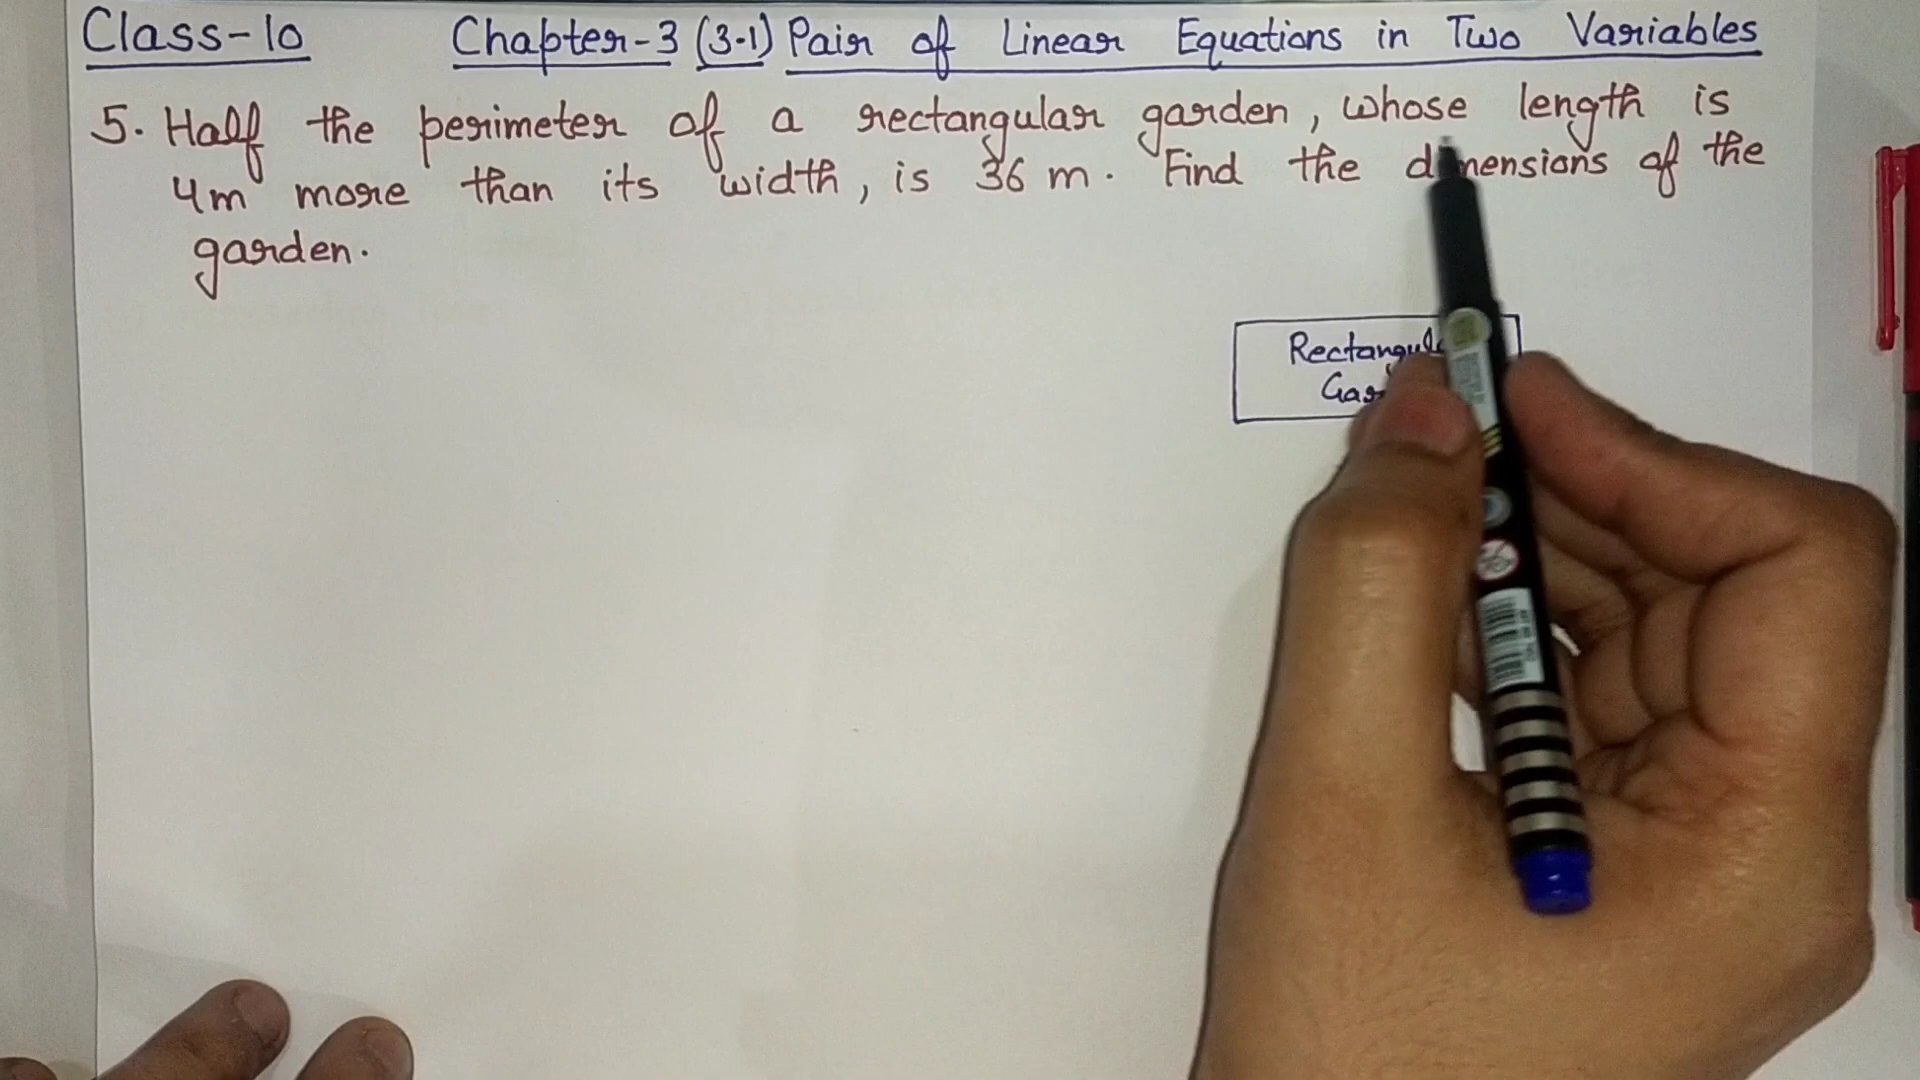 Class-10 Chapter-3 (3.1) Pair of Linear Equations in Two Variables
5. Half the perimeter of a rectangular garden, whose length is
4m more than its width, is 36 m. Find the dimensions of the
garden.